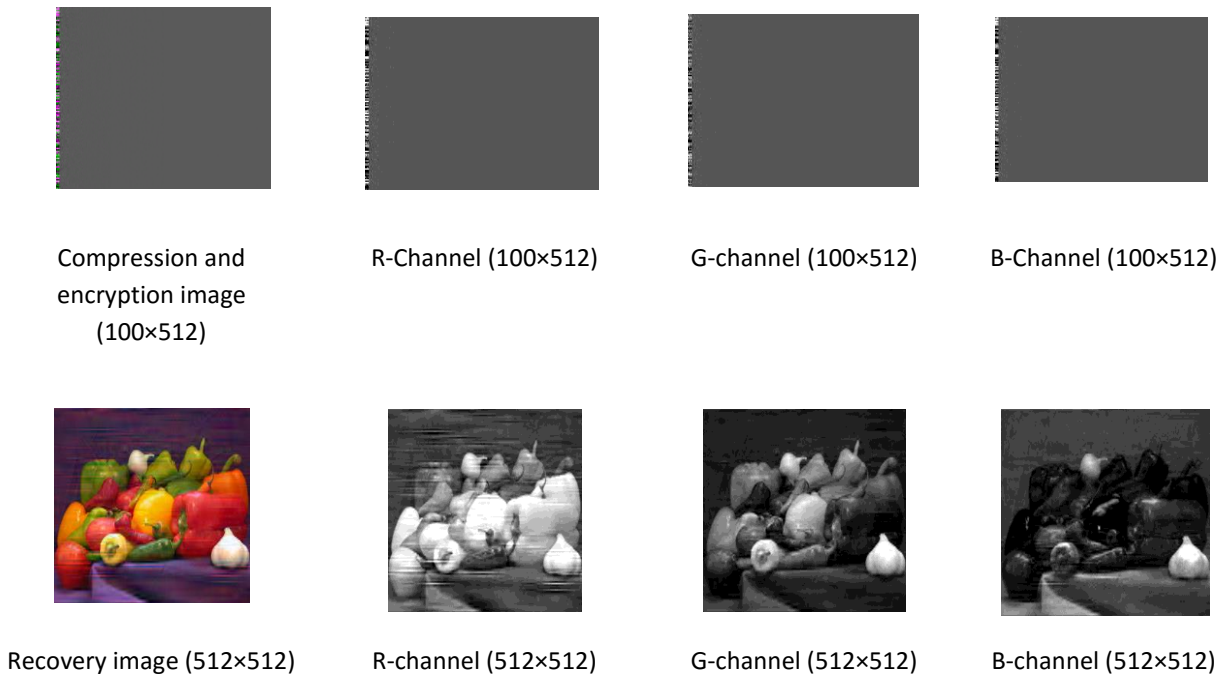 Compression and
encryption image
(100×512)
R-Channel (100×512)
G-channel (100×512)
B-Channel (100×512)
Recovery image (512×512)
R-channel (512×512)
G-channel (512×512)
B-channel (512×512)